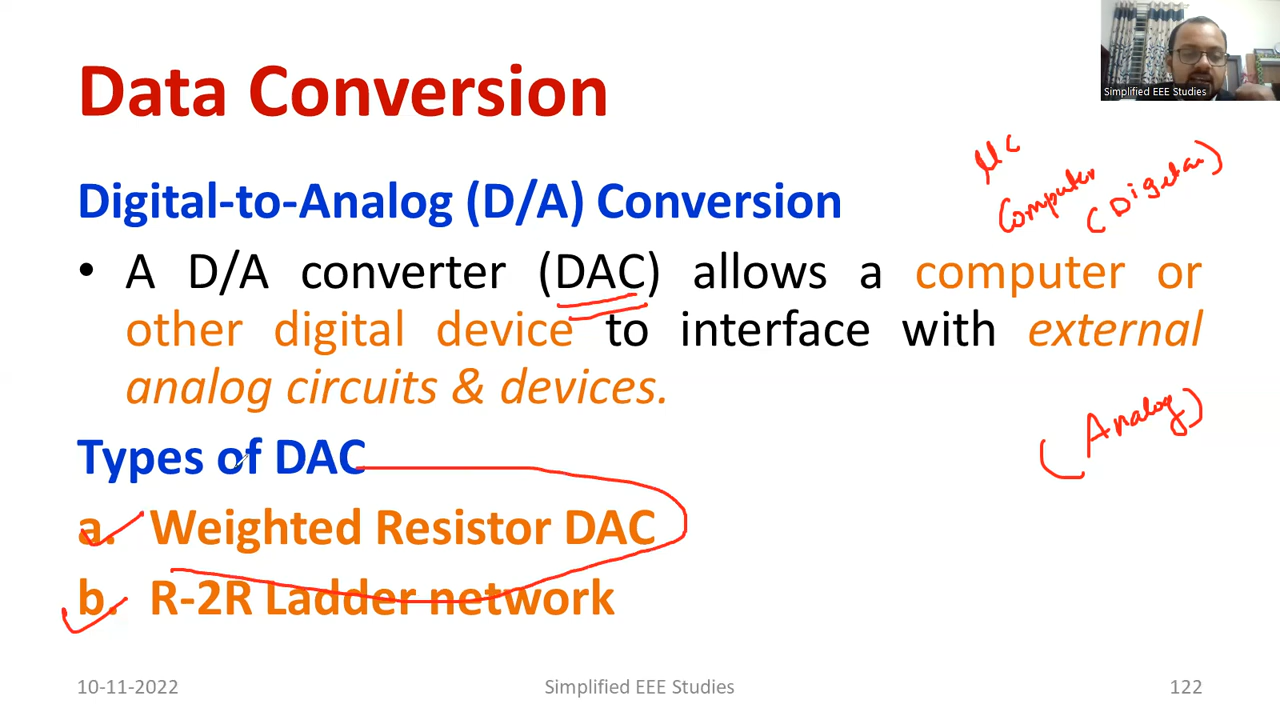 Simplified EEE Studies
Data Conversion
μC
Computer
(Digital)
Digital-to-Analog (D/A) Conversion
• A D/A converter (DAC) allows a computer or
other digital device to interface with external
analog circuits & devices.
(Analog)
Types of DAC
a. Weighted Resistor DAC
b. R-2R Ladder network
10-11-2022
Simplified EEE Studies
122